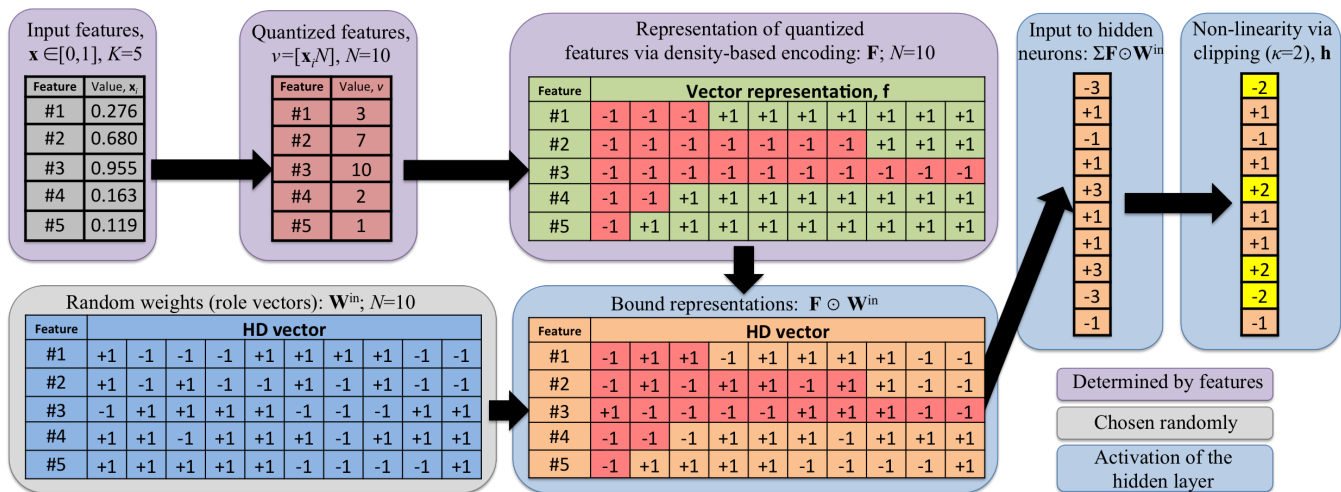 Input features,
x ∈[0,1], K=5
Feature Value, xᵢ
#1 0.276
#2 0.680
#3 0.955
#4 0.163
#5 0.119
Quantized features,
v=[xᵢN], N=10
Feature Value, v
#1 3
#2 7
#3 10
#4 2
#5 1
Representation of quantized
features via density-based encoding: F; N=10
Feature Vector representation, f
#1 -1 -1 -1 +1 +1 +1 +1 +1 +1 +1
#2 -1 -1 -1 -1 -1 -1 -1 +1 +1 +1
#3 -1 -1 -1 -1 -1 -1 -1 -1 -1 -1
#4 -1 -1 +1 +1 +1 +1 +1 +1 +1 +1
#5 -1 +1 +1 +1 +1 +1 +1 +1 +1 +1
Input to hidden
neurons: ΣF⊙Wⁱⁿ
-3
+1
-1
+1
+3
+1
+1
+3
-3
-1
Non-linearity via
clipping (κ=2), h
-2
+1
-1
+1
+2
+1
+1
+2
-2
-1
Random weights (role vectors): Wⁱⁿ; N=10
Feature HD vector
#1 +1 -1 -1 -1 +1 +1 +1 +1 -1 -1
#2 +1 -1 +1 -1 -1 +1 -1 +1 -1 -1
#3 -1 +1 +1 +1 +1 -1 -1 -1 +1 +1
#4 +1 +1 -1 +1 +1 +1 +1 +1 -1 -1
#5 +1 +1 +1 +1 +1 -1 -1 -1 -1 +1
Bound representations: F ⊙ Wⁱⁿ
Feature HD vector
#1 -1 +1 +1 -1 +1 +1 +1 +1 -1 -1
#2 -1 +1 -1 +1 +1 -1 +1 +1 -1 -1
#3 +1 -1 -1 -1 -1 +1 +1 +1 -1 -1
#4 -1 -1 -1 +1 +1 +1 +1 +1 -1 -1
#5 -1 +1 +1 +1 +1 -1 -1 -1 -1 +1
Determined by features
Chosen randomly
Activation of the
hidden layer